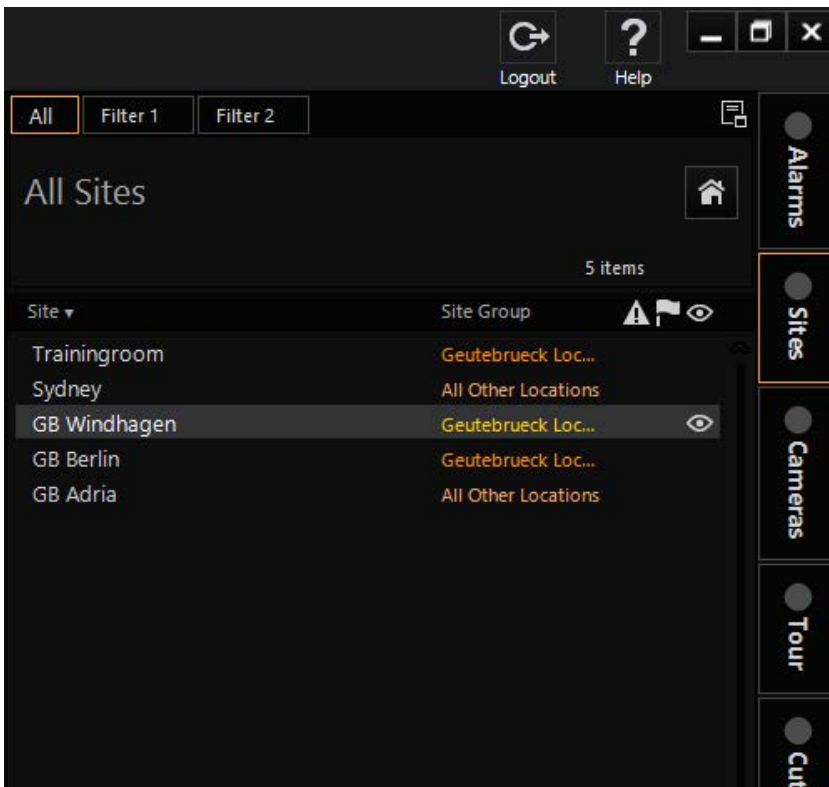 Logout Help
All Filter 1 Filter 2
All Sites
5 items
Site Site Group
Trainingroom Geutebrueck Loc...
Sydney All Other Locations
GB Windhagen Geutebrueck Loc...
GB Berlin Geutebrueck Loc...
GB Adria All Other Locations
Alarms
Sites
Cameras
Tour
Cut